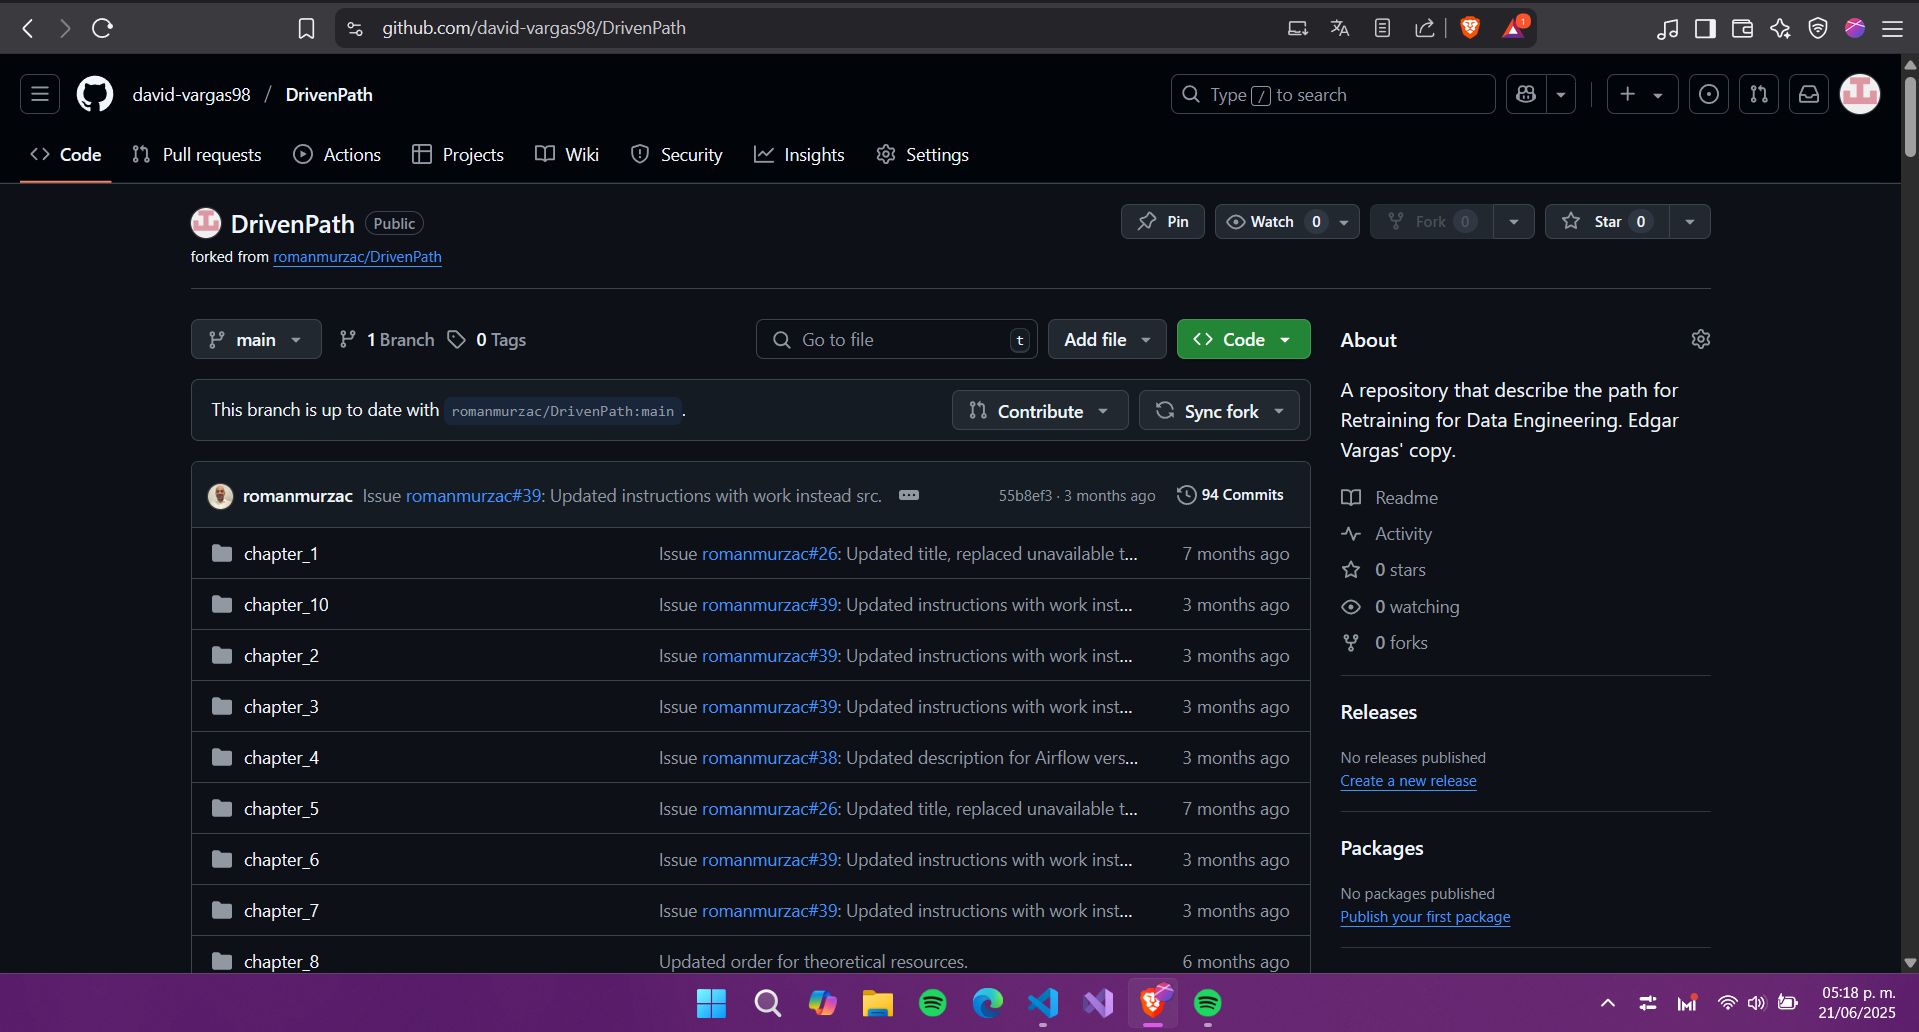 github.com/david-vargas98/DrivenPath
1
david-vargas98 / DrivenPath
Type / to search
Code
Pull requests
Actions
Projects
Wiki
Security
Insights
Settings
DrivenPath Public
forked from romanmurzac/DrivenPath
Pin
Watch 0
Fork 0
Star 0
main
1 Branch
0 Tags
Go to file t
Add file
Code
This branch is up to date with romanmurzac/DrivenPath:main .
Contribute
Sync fork
romanmurzac Issue romanmurzac#39: Updated instructions with work instead src. 55b8ef3 · 3 months ago 94 Commits
chapter_1 Issue romanmurzac#26: Updated title, replaced unavailable t... 7 months ago
chapter_10 Issue romanmurzac#39: Updated instructions with work inst... 3 months ago
chapter_2 Issue romanmurzac#39: Updated instructions with work inst... 3 months ago
chapter_3 Issue romanmurzac#39: Updated instructions with work inst... 3 months ago
chapter_4 Issue romanmurzac#38: Updated description for Airflow vers... 3 months ago
chapter_5 Issue romanmurzac#26: Updated title, replaced unavailable t... 7 months ago
chapter_6 Issue romanmurzac#39: Updated instructions with work inst... 3 months ago
chapter_7 Issue romanmurzac#39: Updated instructions with work inst... 3 months ago
chapter_8 Updated order for theoretical resources. 6 months ago
About
A repository that describe the path for
Retraining for Data Engineering. Edgar
Vargas' copy.
Readme
Activity
0 stars
0 watching
0 forks
Releases
No releases published
Create a new release
Packages
No packages published
Publish your first package
05:18 p. m.
21/06/2025